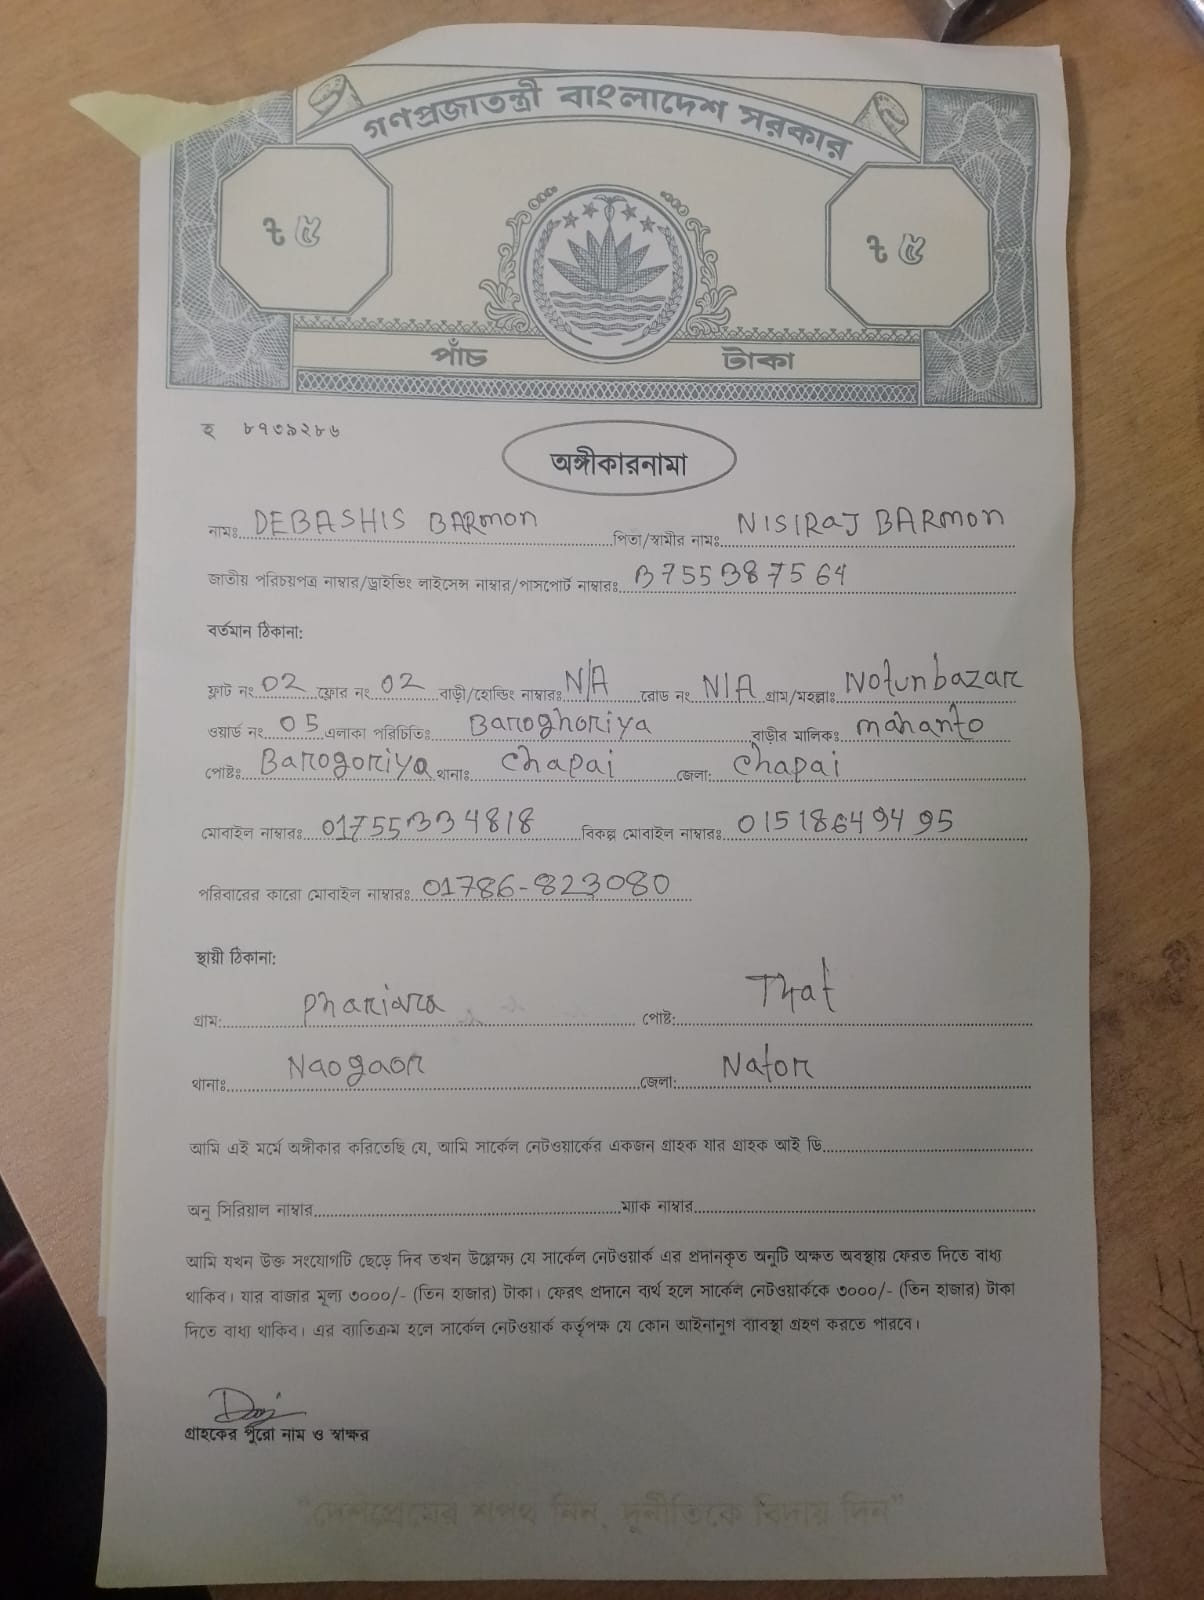 গণপ্রজাতন্ত্রী বাংলাদেশ সরকার
৳ ৫ ৳ ৫
পাঁচ টাকা
হ ৮৭৩৯২৮৬
অঙ্গীকারনামা
নামঃ DEBASHIS BARMON পিতা/স্বামীর নামঃ NISIRAJ BARMON
জাতীয় পরিচয়পত্র নাম্বার/ড্রাইভিং লাইসেন্স নাম্বার/পাসপোর্ট নাম্বারঃ 3755387564
বর্তমান ঠিকানা:
ফ্লাট নং 02 ফ্লোর নং 02 বাড়ী/হোল্ডিং নাম্বারঃ N/A রোড নং N/A গ্রাম/মহল্লাঃ Notunbazar
ওয়ার্ড নং 05 এলাকা পরিচিতিঃ Baroghoriya বাড়ীর মালিকঃ mahanto
পোষ্টঃ Barogoriya থানাঃ Chapai জেলা: Chapai
মোবাইল নাম্বারঃ 01755334818 বিকল্প মোবাইল নাম্বারঃ 01518649495
পরিবারের কারো মোবাইল নাম্বারঃ 01786-823080
স্থায়ী ঠিকানা:
গ্রাম: পোষ্ট: That
থানাঃ Naogaon জেলা: Nator
আমি এই মর্মে অঙ্গীকার করিতেছি যে, আমি সার্কেল নেটওয়ার্কের একজন গ্রাহক যার গ্রাহক আই ডি
অনু সিরিয়াল নাম্বার ম্যাক নাম্বার
আমি যখন উক্ত সংযোগটি ছেড়ে দিব তখন উল্লেক্ষ্য যে সার্কেল নেটওয়ার্ক এর প্রদানকৃত অনুটি অক্ষত অবস্থায় ফেরত দিতে বাধ্য
থাকিব। যার বাজার মূল্য ৩০০০/- (তিন হাজার) টাকা। ফেরৎ প্রদানে ব্যর্থ হলে সার্কেল নেটওয়ার্ককে ৩০০০/- (তিন হাজার) টাকা
দিতে বাধ্য থাকিব। এর ব্যতিক্রম হলে সার্কেল নেটওয়ার্ক কর্তৃপক্ষ যে কোন আইনানুগ ব্যাবস্থা গ্রহণ করতে পারবে।
গ্রাহকের পুরো নাম ও স্বাক্ষর
"দেশপ্রেমের শপথ নিন, দুর্নীতিকে বিদায় দিন"